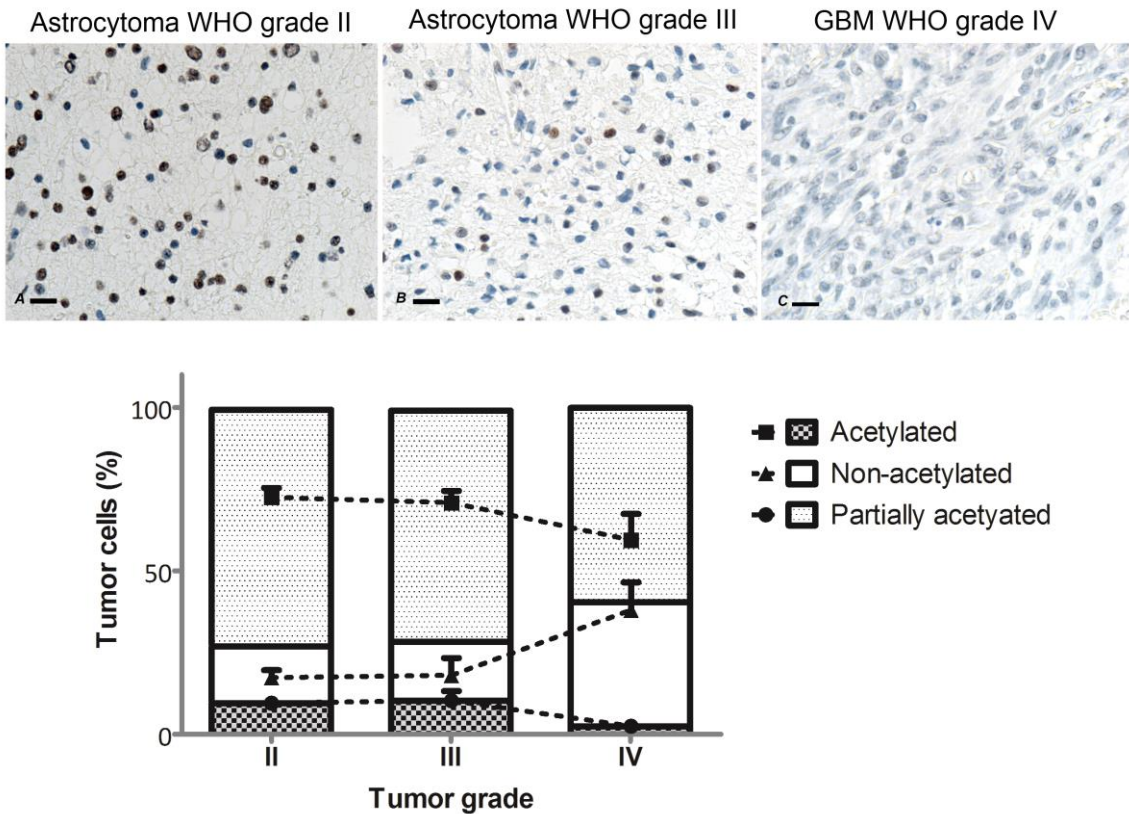 Astrocytoma WHO grade II
Astrocytoma WHO grade III
GBM WHO grade IV
A
B
C
100
50
0
Tumor cells (%)
II
III
IV
Tumor grade
Acetylated
Non-acetylated
Partially acetyated